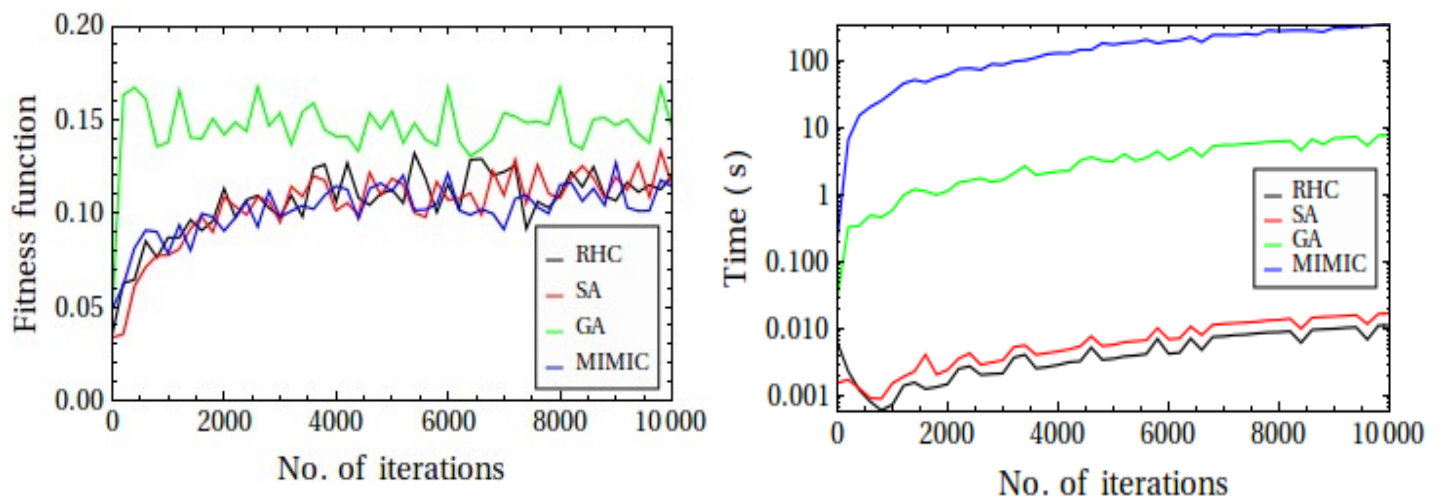 0.20
0.15
0.10
0.05
0.00
Fitness function
0
2000
4000
6000
8000
10 000
No. of iterations
RHC
SA
GA
MIMIC
100
10
1
0.100
0.010
0.001
Time (s)
0
2000
4000
6000
8000
10 000
No. of iterations
RHC
SA
GA
MIMIC